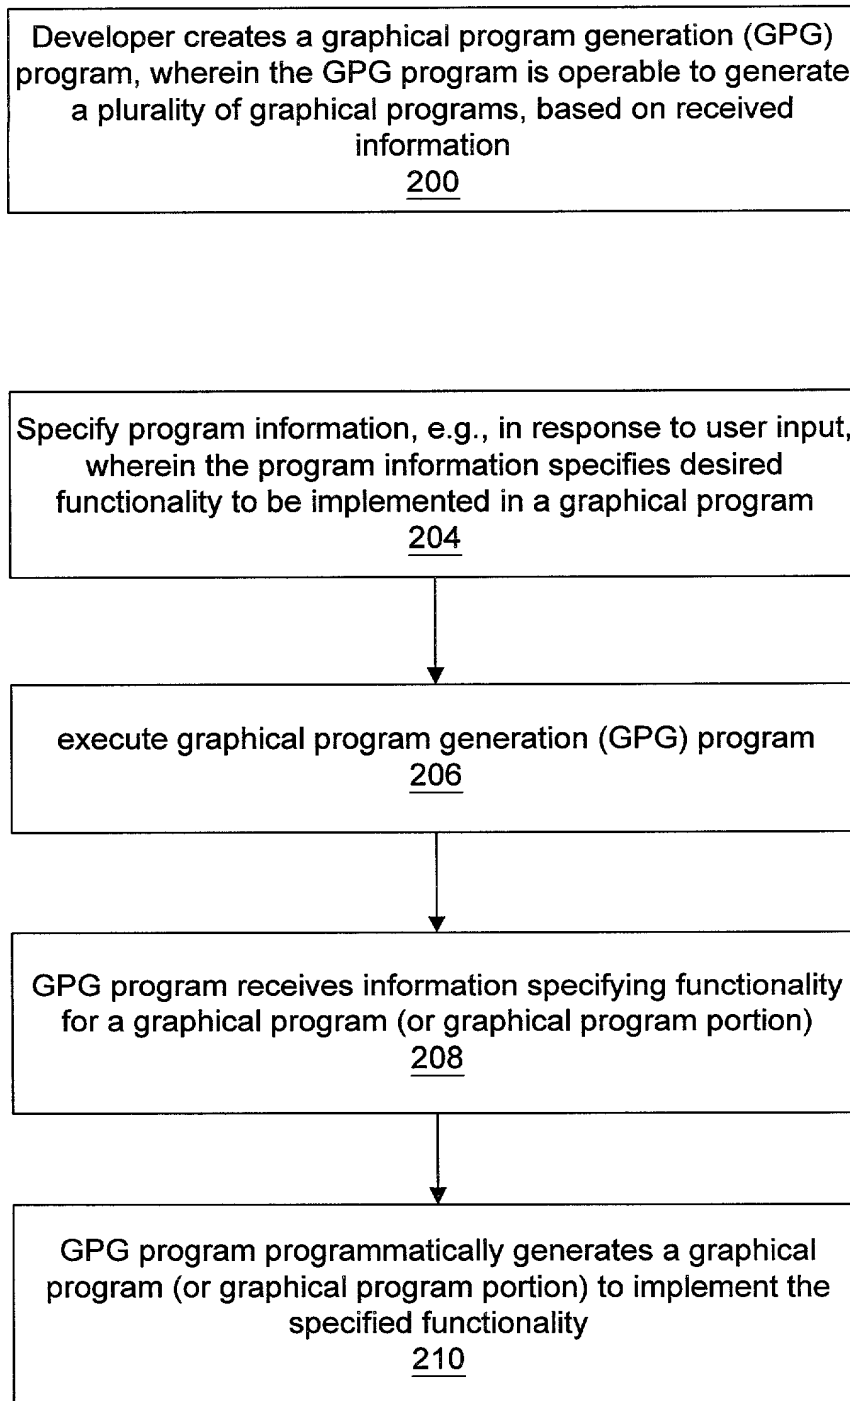 Developer creates a graphical program generation (GPG)
program, wherein the GPG program is operable to generate
a plurality of graphical programs, based on received
information
200
Specify program information, e.g., in response to user input,
wherein the program information specifies desired
functionality to be implemented in a graphical program
204
execute graphical program generation (GPG) program
206
GPG program receives information specifying functionality
for a graphical program (or graphical program portion)
208
GPG program programmatically generates a graphical
program (or graphical program portion) to implement the
specified functionality
210